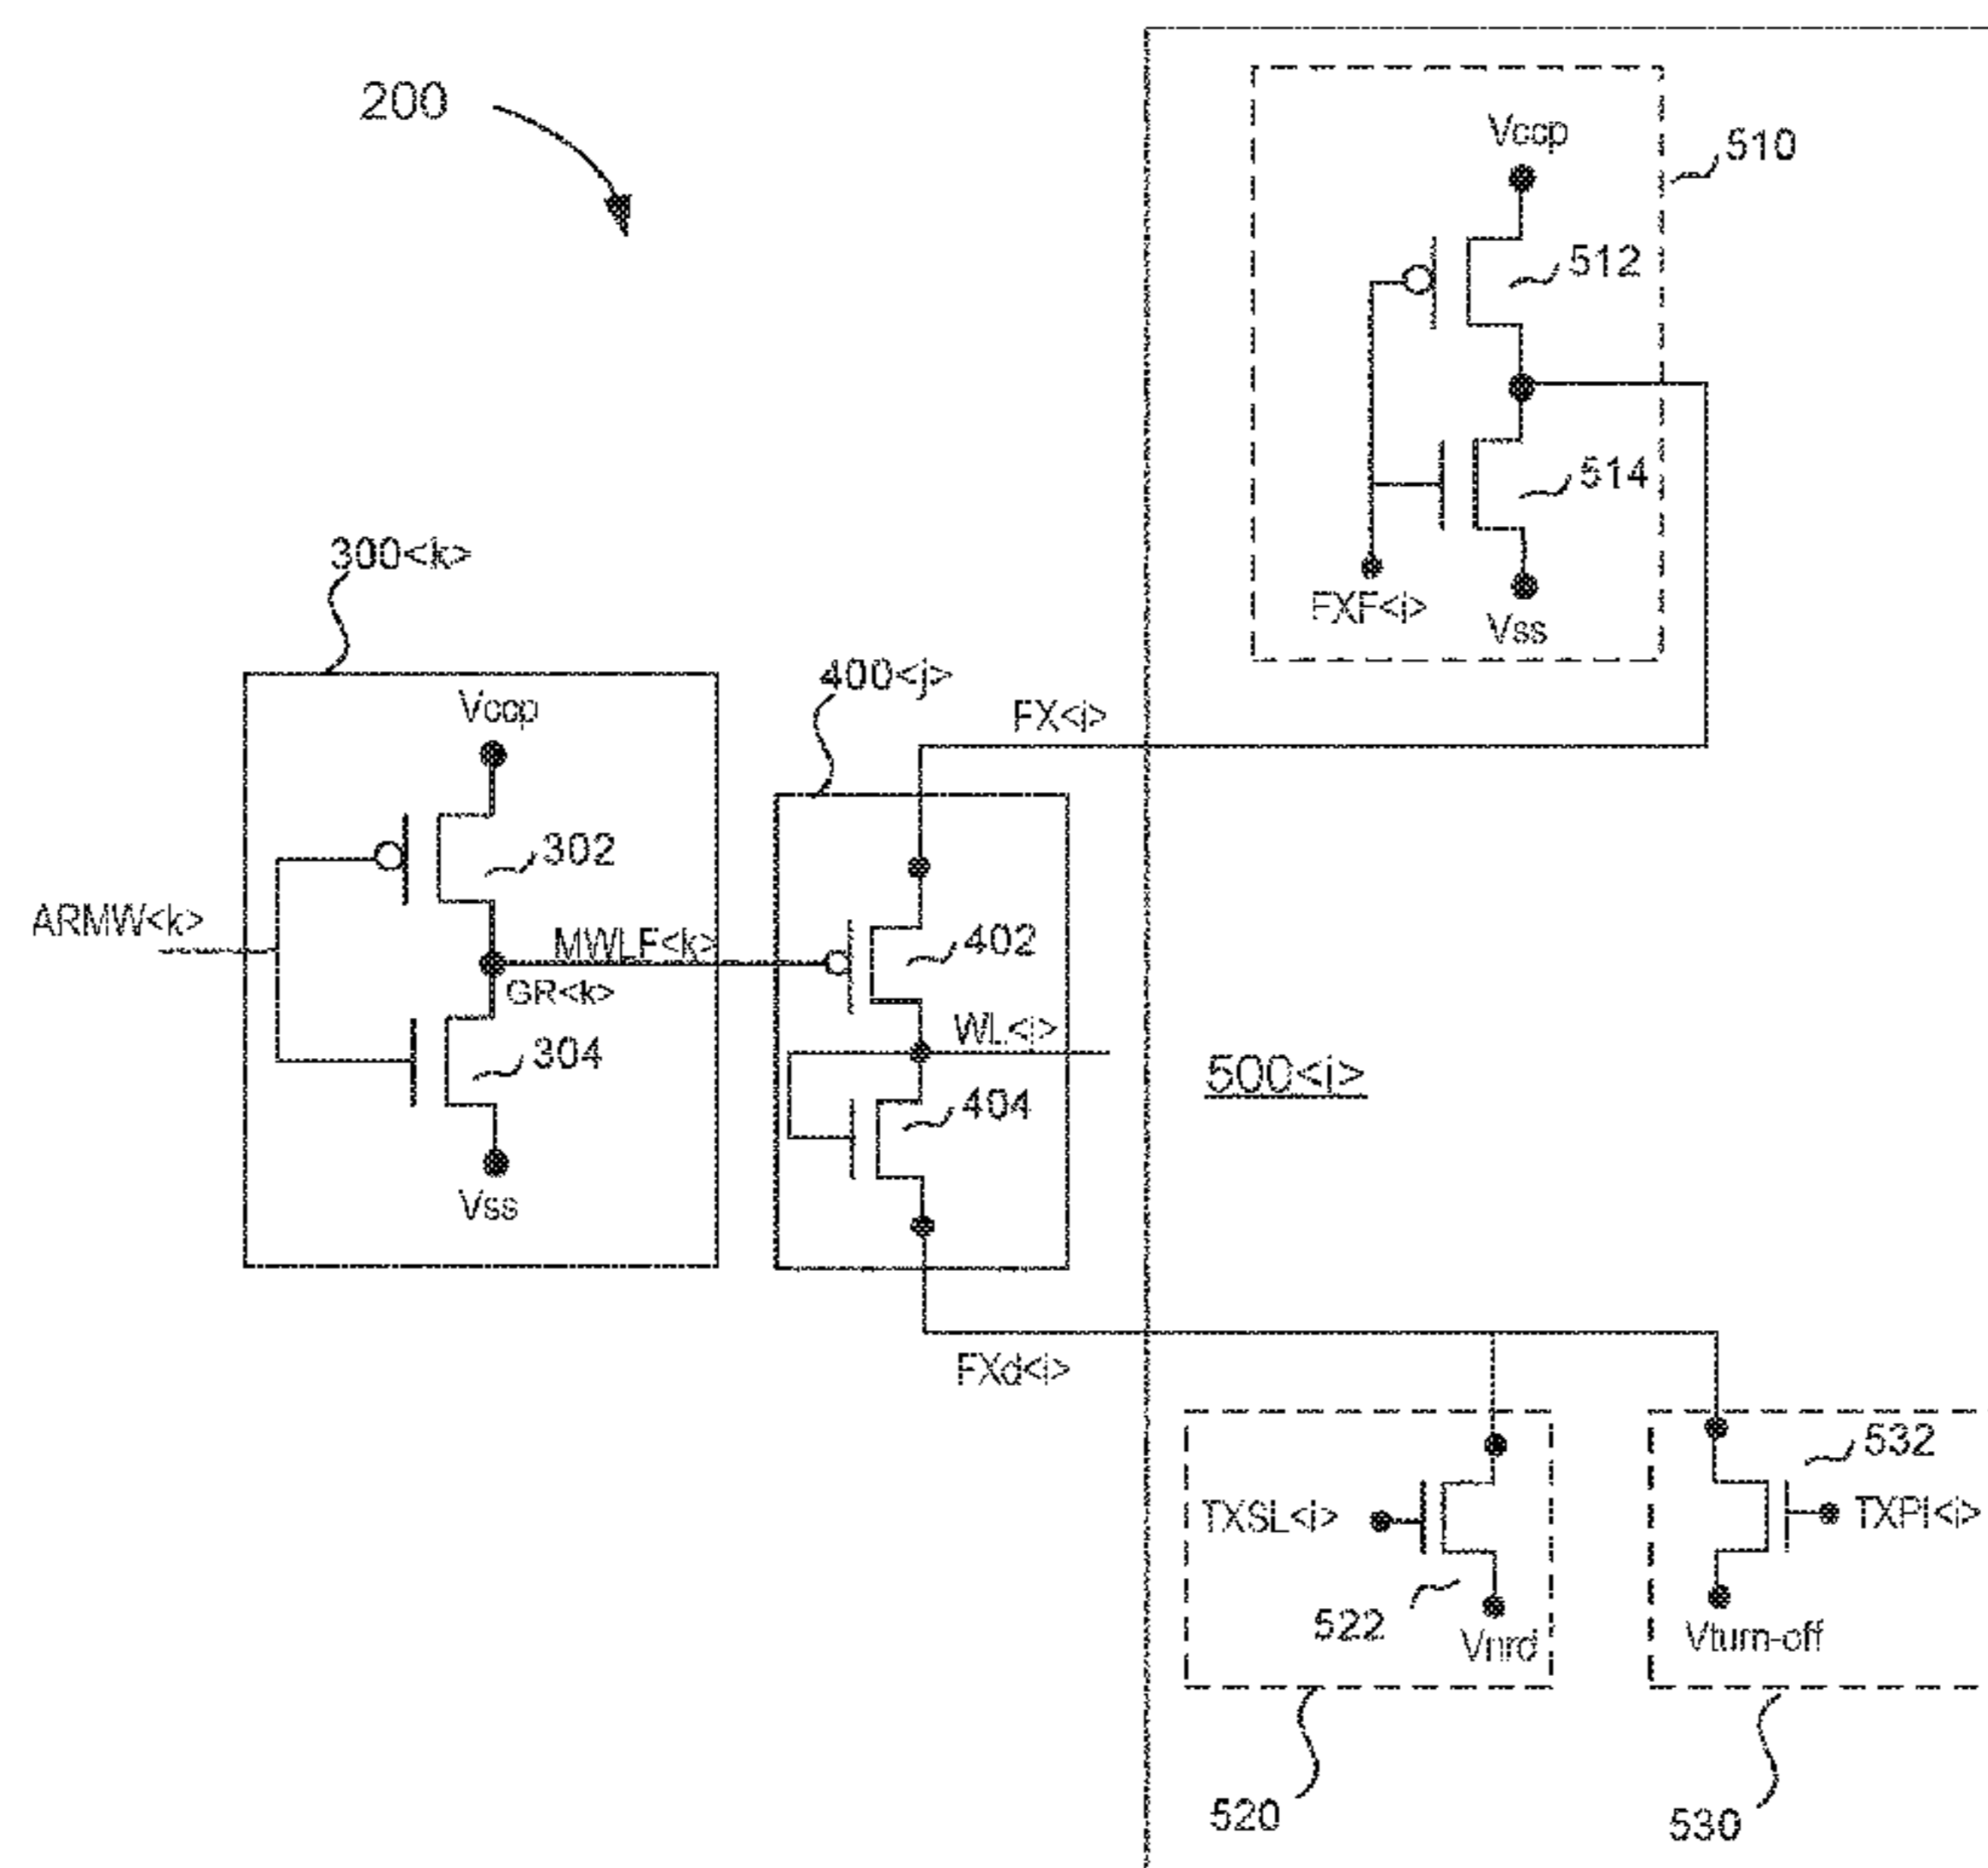 200
Vccp
510
512
514
FXF<i>
Vss
300<k>
400<j>
Vccp
FX<i>
302
ARMW<k>
MWLF<k>
402
GR<k>
WL<j>
304
404
500<i>
Vss
FXd<i>
532
TXSL<i>
TXPI<i>
522
Vnrd
Vturn-off
520
530